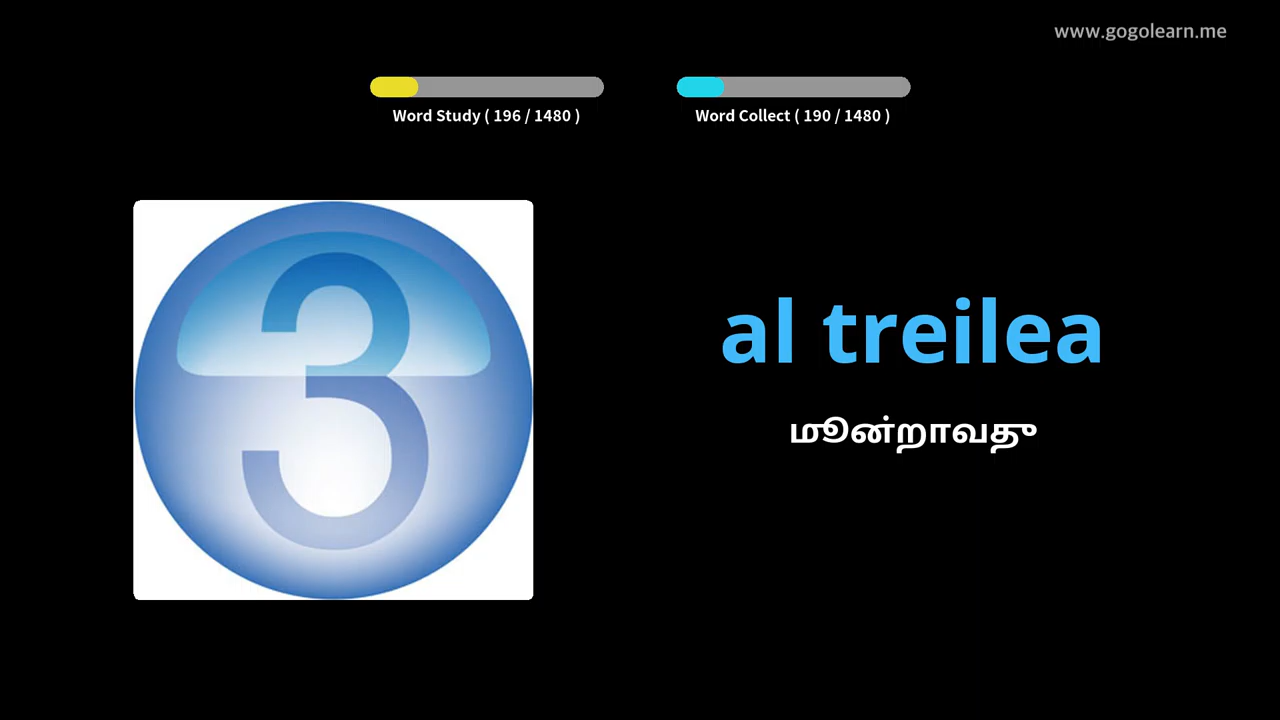 www.gogolearn.me
Word Study ( 196 / 1480 )
Word Collect ( 190 / 1480 )
3
al treilea
மூன்றாவது